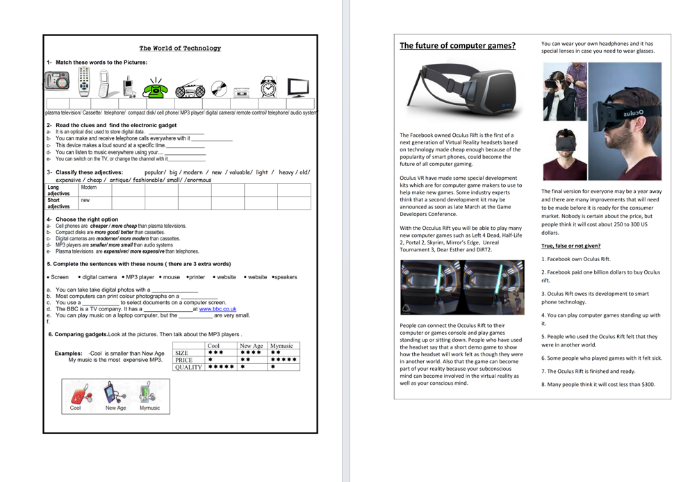 The World of Technology
1- Match these words to the Pictures:
plasma television/ Cassette/ telephone/ compact disk/ cell phone/ MP3 player/ digital camera/ remote control/ telephone/ audio system
2- Read the clues and find the electronic gadget
a- It is an optical disc used to store digital data.
b- You can make and receive telephone calls everywhere with it
c- This device makes a loud sound at a specific time
d- You can listen to music everywhere using your...
e- You can switch on the TV, or change the channel with it
3- Classify these adjectives: popular/ big / modern / new / valuable/ light / heavy / old/
expensive / cheap / antique/ fashionable/ small/ /enormous
Long adjectives Modern
Short adjectives new
4- Choose the right option
a- Cell phones are cheaper / more cheap than plasma televisions.
b- Compact disks are more good/ better than cassettes.
c- Digital cameras are moderner/ more modern than cassettes.
d- MP3 players are smaller/ more small than audio systems
e- Plasma televisions are expensive/ more expensive than telephones.
5. Complete the sentences with these nouns ( there are 3 extra words)
• Screen • digital camera • MP3 player • mouse •printer • website • website •speakers
a. You can take take digital photos with a
b. Most computers can print colour photographs on a
c. You use a to select documents on a computer screen.
d. The BBC is a TV company. It has a at www.bbc.co.uk
e. You can play music on a laptop computer. but the are very small.
f.
6. Comparing gadgets.Look at the pictures. Then talk about the MP3 players .
Examples: -Cool is smaller than New Age
My music is the most expensive MP3.
Cool New Age Mymusic
SIZE *** **** **
PRICE * ** *****
QUALITY ***** * *
Cool New Age Mymusic
The future of computer games?
The Facebook owned Oculus Rift is the first of a
next generation of Virtual Reality headsets based
on technology made cheap enough because of the
popularity of smart phones, could become the
future of all computer gaming.
Oculus VR have made some special development
kits which are for computer game makers to use to
help make new games. Some industry experts
think that a second development kit may be
announced as soon as late March at the Game
Developers Conference.
With the Oculus Rift you will be able to play many
new computer games such as Left 4 Dead, Half-Life
2, Portal 2, Skyrim, Mirror's Edge, Unreal
Tournament 3, Dear Esther and DiRT2.
People can connect the Oculus Rift to their
computer or games console and play games
standing up or sitting down. People who have used
the headset say that a short demo game to show
how the headset will work felt as though they were
in another world. Also that the game can become
part of your reality because your subconscious
mind can become involved in the virtual reality as
well as your conscious mind.
You can wear your own headphones and it has
special lenses in case you need to wear glasses.
The final version for everyone may be a year away
and there are many improvements that will need
to be made before it is ready for the consumer
market. Nobody is certain about the price, but
people think it will cost about 250 to 300 US
dollars.
True, false or not given?
1. Facebook own Oculus Rift.
2. Facebook paid one billion dollars to buy Oculus
rift.
3. Oculus Rift owes its development to smart
phone technology.
4. You can play computer games standing up with
it.
5. People who used the Oculus Rift felt that they
were in another world.
6. Some people who played games with it felt sick.
7. The Oculus Rift is finished and ready.
8. Many people think it will cost less than $300.